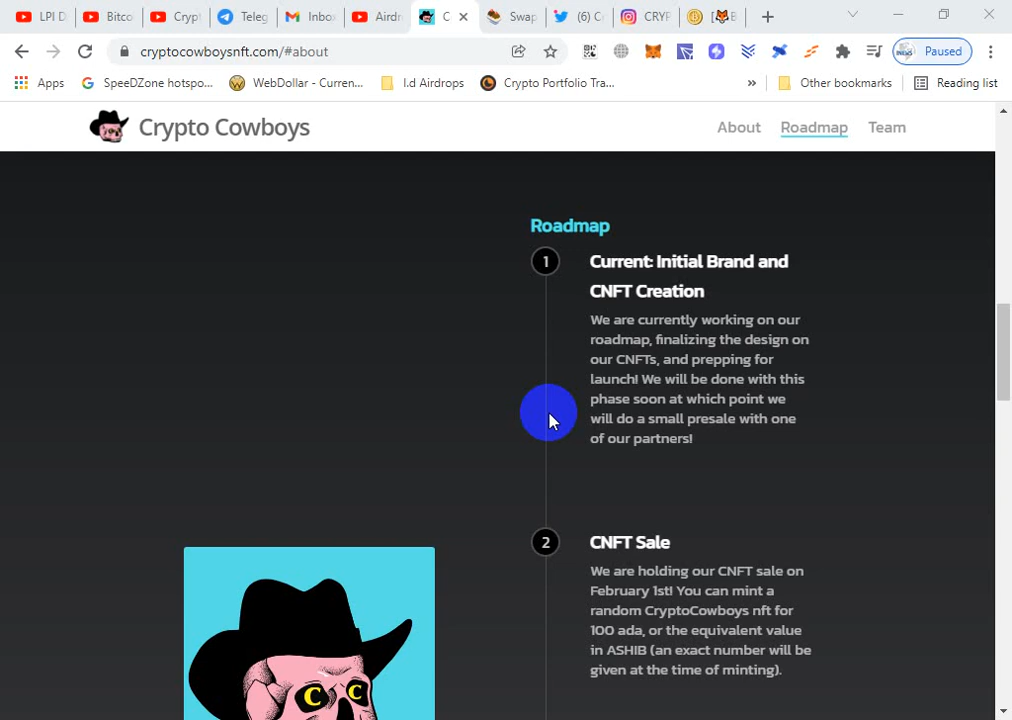 LPI D
Bitco
Crypt
Teleg
Inbo
Airdr
C
Swap
(6) C
CRYP
B
cryptocowboysnft.com/#about
Paused
Apps
SpeeDZone hotspo...
WebDollar - Curren...
I.d Airdrops
Crypto Portfolio Tra...
»
Other bookmarks
Reading list
Crypto Cowboys
About
Roadmap
Team
Roadmap
1
Current: Initial Brand and
CNFT Creation
We are currently working on our
roadmap, finalizing the design on
our CNFTs, and prepping for
launch! We will be done with this
phase soon at which point we
will do a small presale with one
of our partners!
2
CNFT Sale
We are holding our CNFT sale on
February 1st! You can mint a
random CryptoCowboys nft for
100 ada, or the equivalent value
in ASHIB (an exact number will be
given at the time of minting).
C C